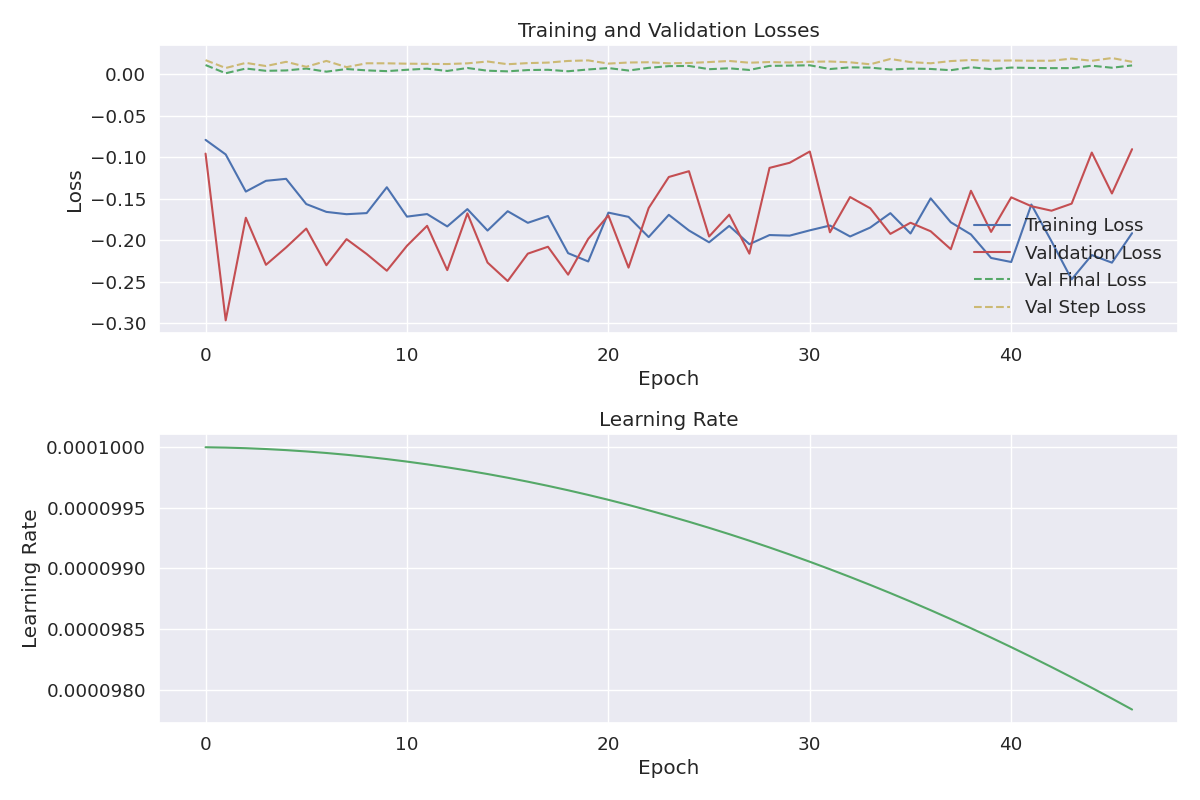 Training and Validation Losses
0.00
−0.05
−0.10
−0.15
−0.20
−0.25
−0.30
Loss
Training Loss
Validation Loss
Val Final Loss
Val Step Loss
0 10 20 30 40
Epoch
Learning Rate
0.0001000
0.0000995
0.0000990
0.0000985
0.0000980
Learning Rate
0 10 20 30 40
Epoch